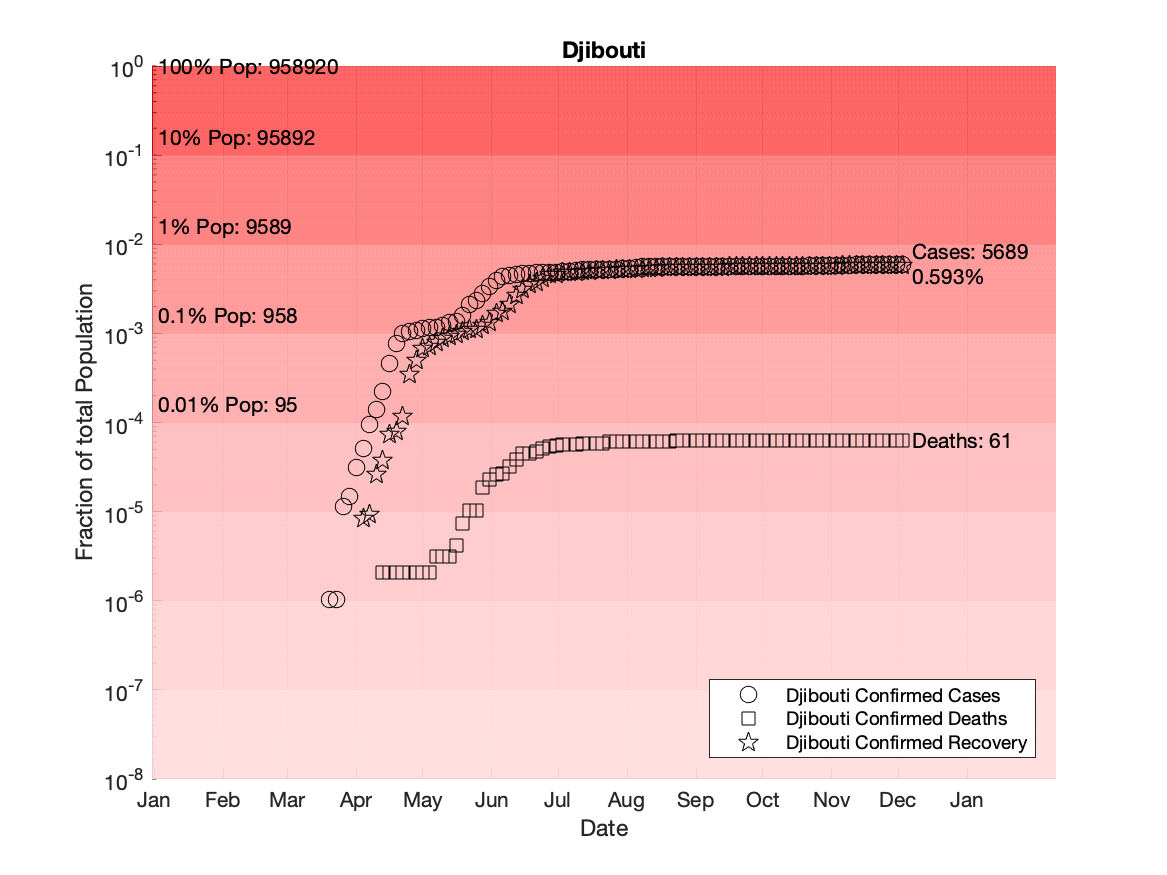 Djibouti
10^0
100% Pop: 958920
10% Pop: 95892
10^-1
1% Pop: 9589
10^-2
Cases: 5689
0.593%
0.1% Pop: 958
10^-3
0.01% Pop: 95
10^-4
Deaths: 61
10^-5
10^-6
10^-7
10^-8
Fraction of total Population
Djibouti Confirmed Cases
Djibouti Confirmed Deaths
Djibouti Confirmed Recovery
Jan Feb Mar Apr May Jun Jul Aug Sep Oct Nov Dec Jan
Date